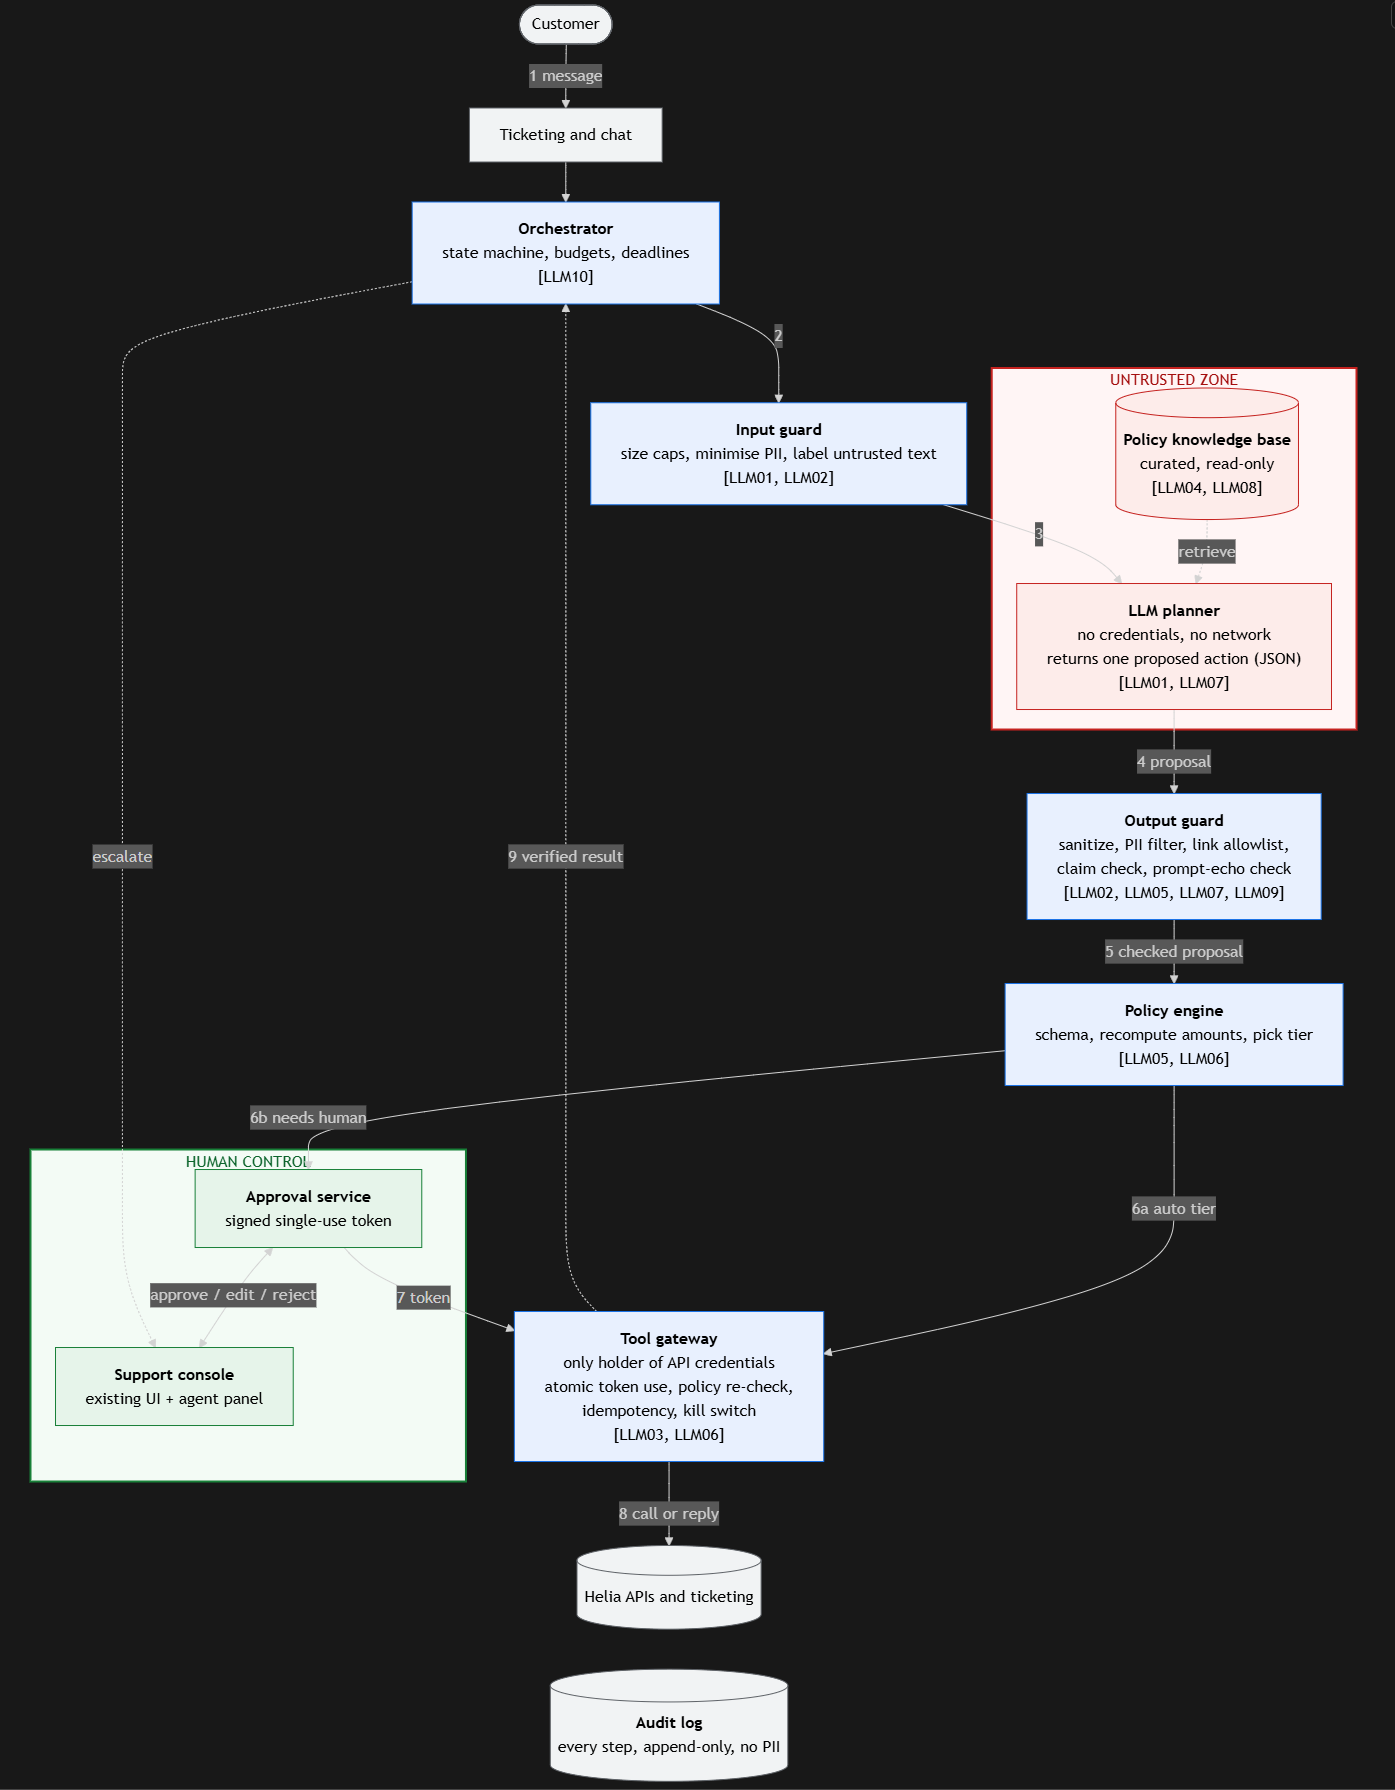 Customer
1 message
Ticketing and chat
Orchestrator
state machine, budgets, deadlines
[LLM10]
2
Input guard
size caps, minimise PII, label untrusted text
[LLM01, LLM02]
UNTRUSTED ZONE
Policy knowledge base
curated, read-only
[LLM04, LLM08]
3
retrieve
LLM planner
no credentials, no network
returns one proposed action (JSON)
[LLM01, LLM07]
4 proposal
Output guard
sanitize, PII filter, link allowlist,
claim check, prompt-echo check
[LLM02, LLM05, LLM07, LLM09]
escalate
9 verified result
5 checked proposal
Policy engine
schema, recompute amounts, pick tier
[LLM05, LLM06]
6b needs human
6a auto tier
HUMAN CONTROL
Approval service
signed single-use token
approve / edit / reject
7 token
Support console
existing UI + agent panel
Tool gateway
only holder of API credentials
atomic token use, policy re-check,
idempotency, kill switch
[LLM03, LLM06]
8 call or reply
Helia APIs and ticketing
Audit log
every step, append-only, no PII